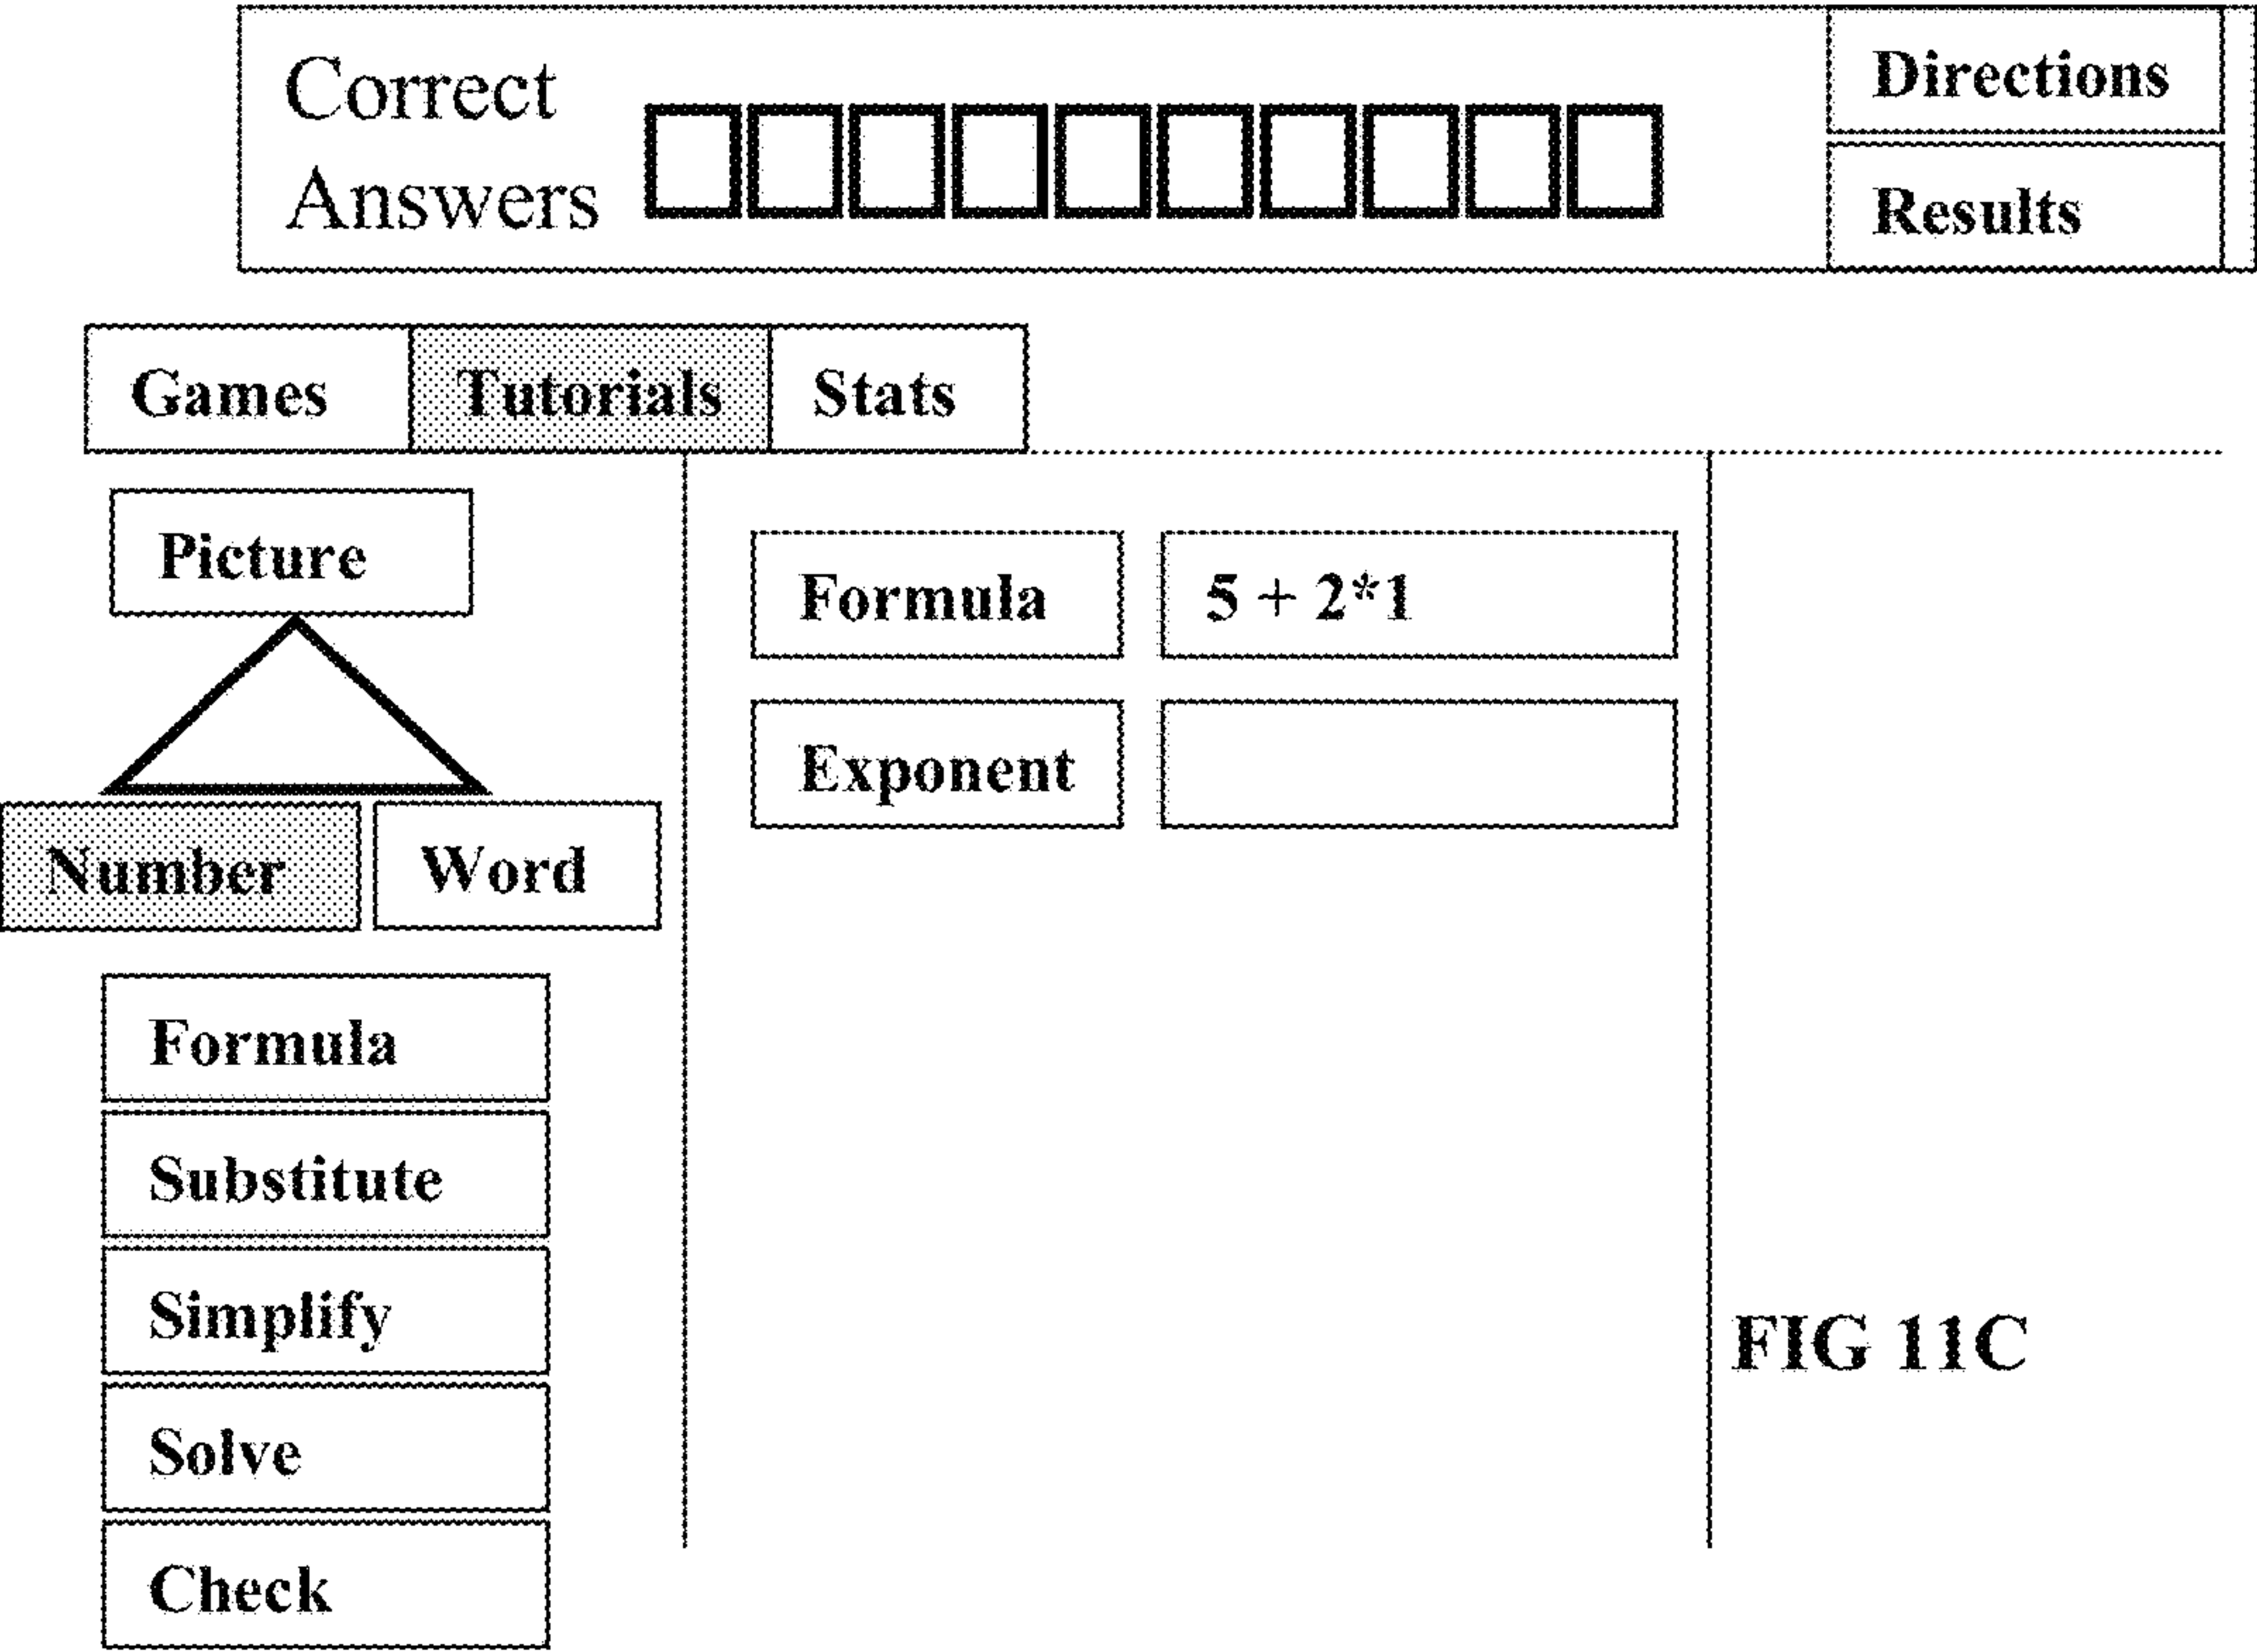 Correct
Answers
Directions
Results
Games Tutorials Stats
Picture
Number Word
Formula
Substitute
Simplify
Solve
Check
Formula 5 + 2*1
Exponent
FIG 11C